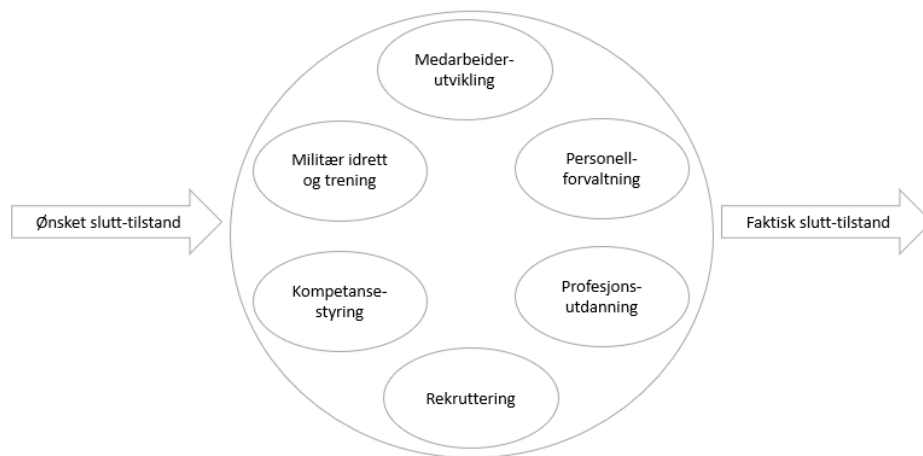 Medarbeider-
utvikling
Militær idrett
og trening
Personell-
forvaltning
Ønsket slutt-tilstand
Faktisk slutt-tilstand
Kompetanse-
styring
Profesjons-
utdanning
Rekruttering